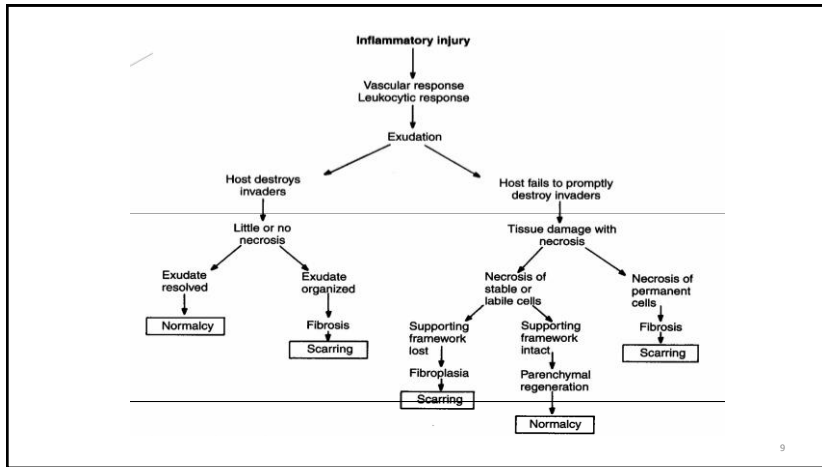 Inflammatory injury
Vascular response
Leukocytic response
Exudation
Host destroys
invaders
Host fails to promptly
destroy invaders
Little or no
necrosis
Tissue damage with
necrosis
Exudate
resolved
Exudate
organized
Necrosis of
stable or
labile cells
Necrosis of
permanent
cells
Normalcy
Fibrosis
Scarring
Supporting
framework
lost
Supporting
framework
intact
Fibrosis
Scarring
Fibroplasia
Scarring
Parenchymal
regeneration
Normalcy
9